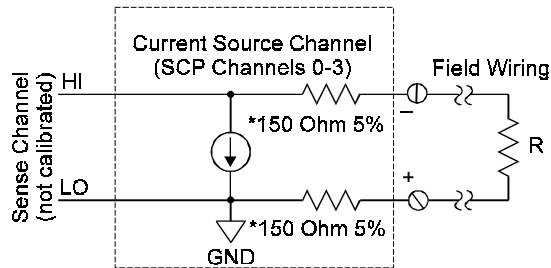 Current Source Channel
(SCP Channels 0-3)
Field Wiring
Sense Channel
(not calibrated)
HI
*150 Ohm 5%
–
R
LO
+
*150 Ohm 5%
GND